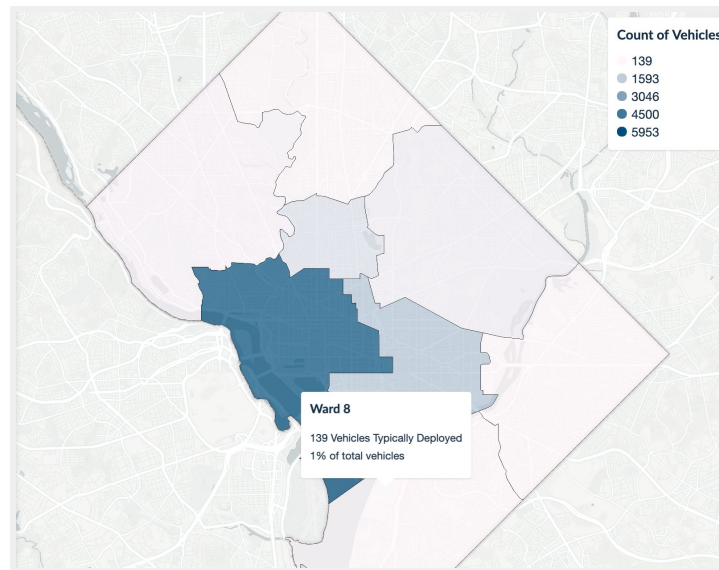 Count of Vehicles
139
1593
3046
4500
5953
Ward 8
139 Vehicles Typically Deployed
1% of total vehicles